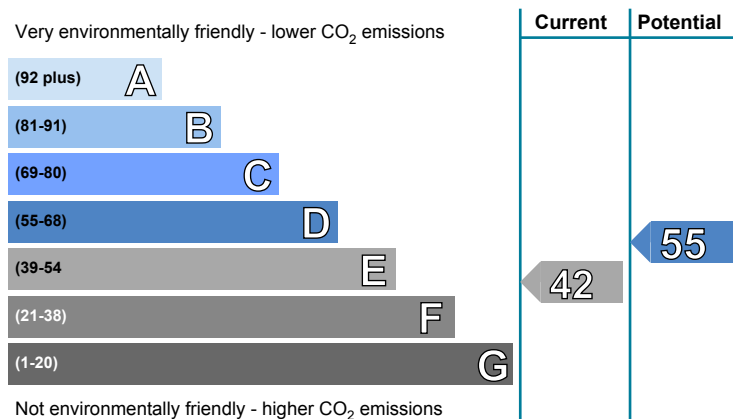 Very environmentally friendly - lower CO2 emissions
Current
Potential
(92 plus) A
(81-91) B
(69-80) C
(55-68) D
55
(39-54 E
42
(21-38) F
(1-20) G
Not environmentally friendly - higher CO2 emissions